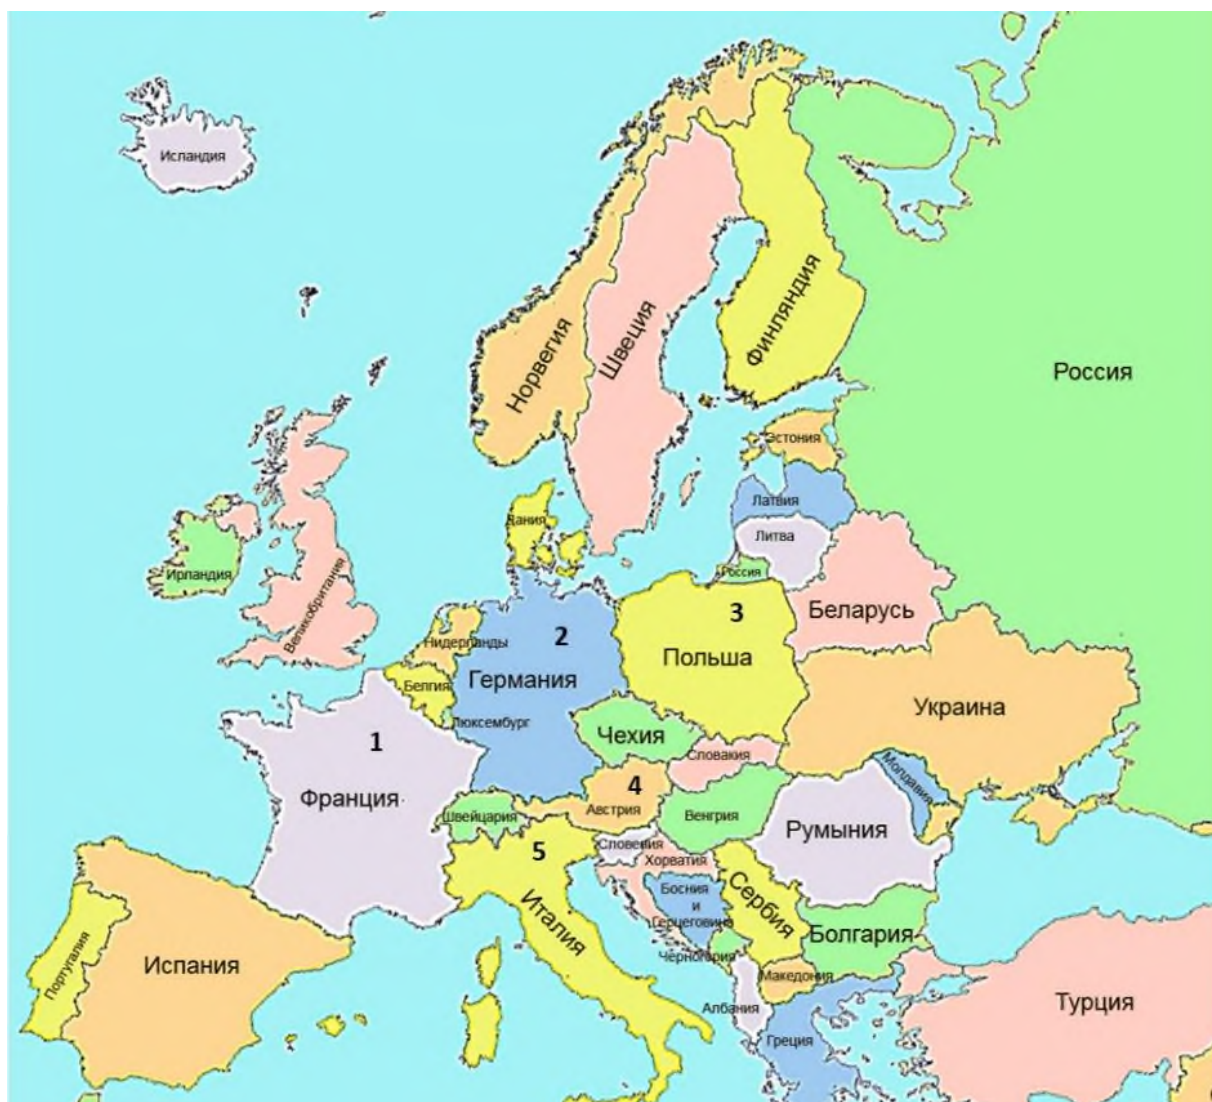 Исландия
Норвегия
Швеция
Финляндия
Россия
Эстония
Латвия
Литва
Россия
Дания
Ирландия
Великобритания
Беларусь
Нидерланды
2
3
Польша
Германия
Белгия
Люксембург
Украина
1
Чехия
Словакия
Молдавия
Франция
4
Австрия
Швейцария
Венгрия
Румыния
5
Словения
Хорватия
Италия
Босния
и
Герцеговина
Сербия
Болгария
Черногория
Македония
Португалия
Испания
Албания
Греция
Турция